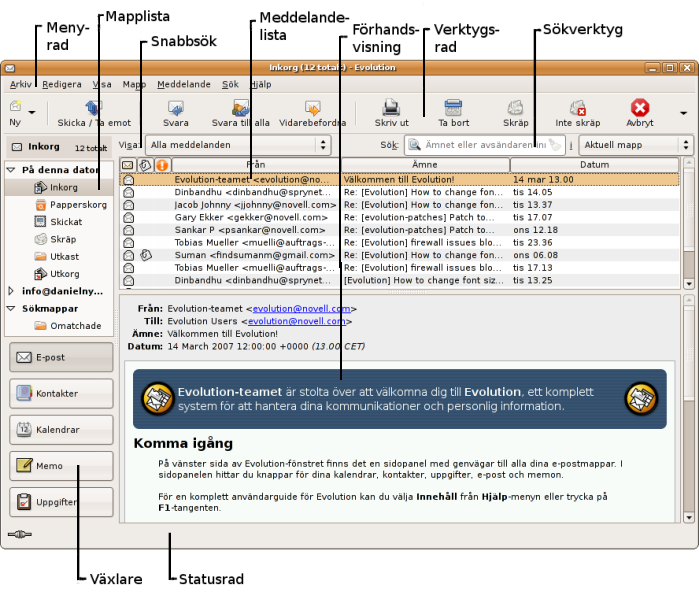 Mapplista
Meny-
rad
Snabbsök
Meddelande-
lista
Förhands-
visning
Verktygs-
rad
Sökverktyg
Inkorg (12 totalt) - Evolution
Arkiv Redigera Visa Mapp Meddelande Sök Hjälp
Ny Skicka / Ta emot Svara Svara till alla Vidarebefordra Skriv ut Ta bort Skräp Inte skräp Avbryt
Inkorg 12 totalt Visa: Alla meddelanden Sök: Ämnet eller avsändaren inn i Aktuell mapp
Från Ämne Datum
På denna dator
Inkorg
Papperskorg
Skickat
Skräp
Utkast
Utkorg
info@danielny...
Sökmappar
Omatchade
Evolution-teamet <evolution@no... Välkommen till Evolution! 14 mar 13.00
Dinbandhu <dinbandhu@sprynet... Re: [Evolution] How to change fon... tis 14.05
Jacob Johnny <jjohnny@novell.com> Re: [Evolution] How to change fon... tis 13.37
Gary Ekker <gekker@novell.com> Re: [evolution-patches] Patch to... tis 17.07
Sankar P <psankar@novell.com> Re: [evolution-patches] Patch to... ons 12.18
Tobias Mueller <muelli@auftrags-... Re: [Evolution] firewall issues blo... tis 23.36
Suman <findsumanm@gmail.com> Re: [Evolution] How to change fon... ons 06.08
Tobias Mueller <muelli@auftrags-... Re: [Evolution] firewall issues blo... tis 17.13
Dinbandhu <dinbandhu@sprynet... [Evolution] How to change font siz... tis 13.25
Från: Evolution-teamet <evolution@novell.com>
Till: Evolution Users <evolution@novell.com>
Ämne: Välkommen till Evolution!
Datum: 14 March 2007 12:00:00 +0000 (13.00 CET)
Evolution-teamet är stolta över att välkomna dig till Evolution, ett komplett
system för att hantera dina kommunikationer och personlig information.
Komma igång
På vänster sida av Evolution-fönstret finns det en sidopanel med genvägar till alla dina e-postmappar. I
sidopanelen hittar du knappar för dina kalendrar, kontakter, uppgifter, e-post och memon.
För en komplett användarguide för Evolution kan du välja Innehåll från Hjälp-menyn eller trycka på
F1-tangenten.
E-post
Kontakter
Kalendrar
Memo
Uppgifter
Växlare
Statusrad